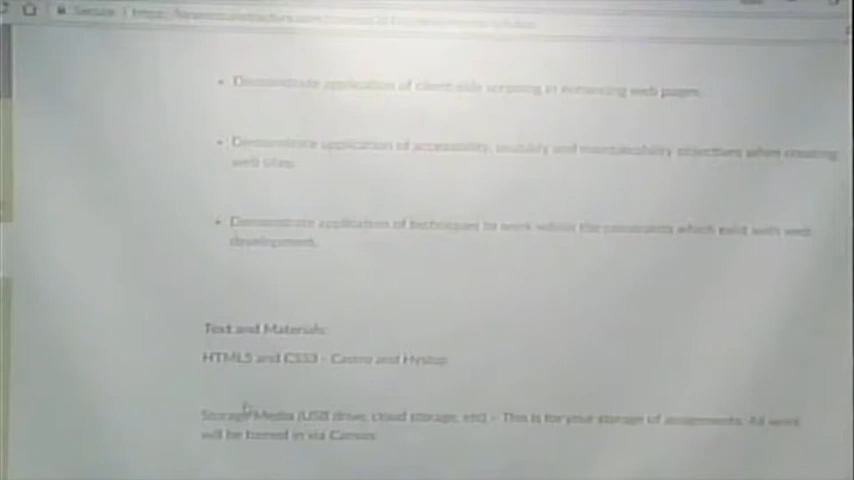 Secure
• Demonstrate application of client-side scripting in enhancing web pages.
• Demonstrate application of accessibility, usability and maintainability objectives when creating
web sites.
• Demonstrate application of techniques to work within the constraints which exist with web
development.
Text and Materials:
HTML5 and CSS3 - Castro and Hyslop
Storage Media (USB drive, cloud storage, etc) - This is for your storage of assignments. All work
will be turned in via Canvas.